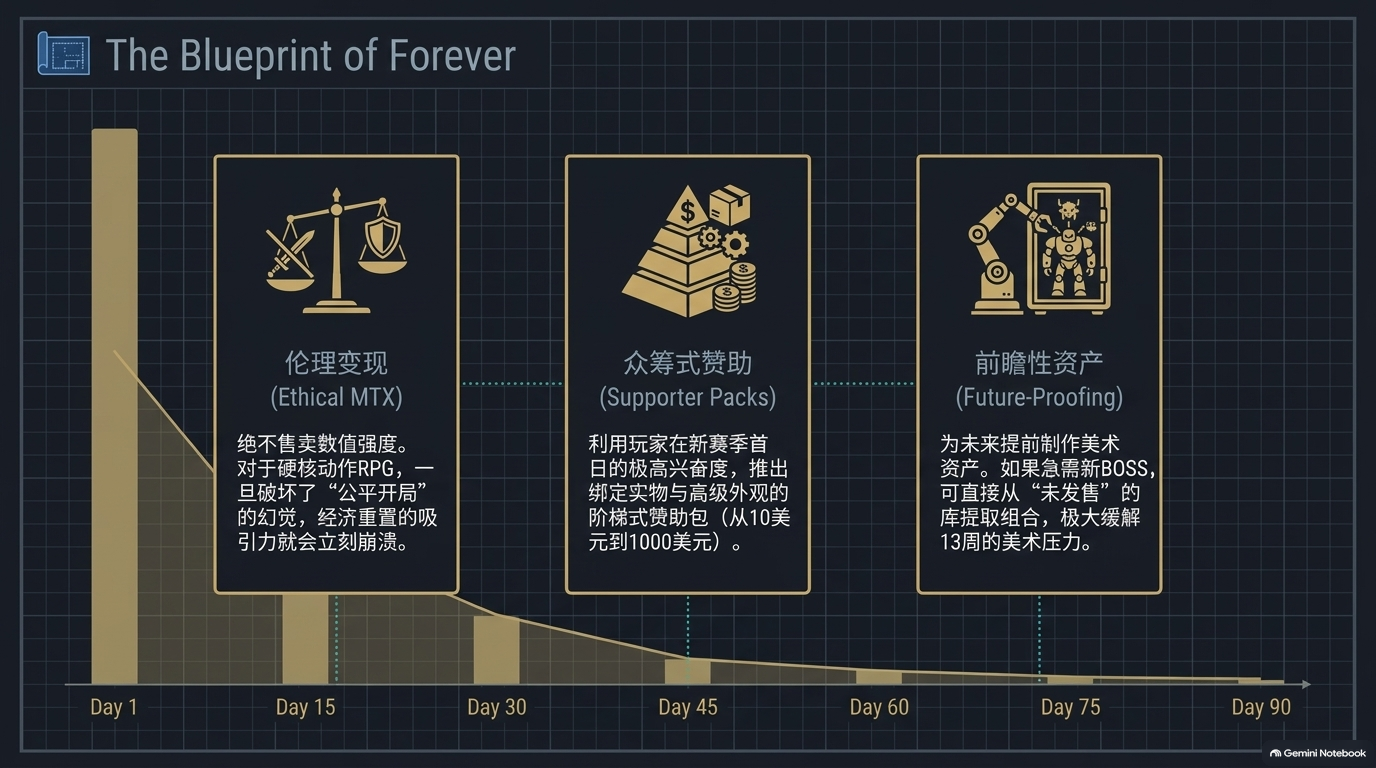 The Blueprint of Forever
$
$
$
伦理变现
(Ethical MTX)
绝不售卖数值强度。
对于硬核动作RPG，一
旦破坏了“公平开局”
的幻觉，经济重置的吸
引力就会立刻崩溃。
众筹式赞助
(Supporter Packs)
利用玩家在新赛季首
日的极高兴奋度，推出
绑定实物与高级外观的
阶梯式赞助包（从10美
元到1000美元）。
前瞻性资产
(Future-Proofing)
为未来提前制作美术
资产。如果急需新BOSS，
可直接从“未发售”的
库提取组合，极大缓解
13周的美术压力。
Day 1
Day 15
Day 30
Day 45
Day 60
Day 75
Day 90
Gemini Notebook